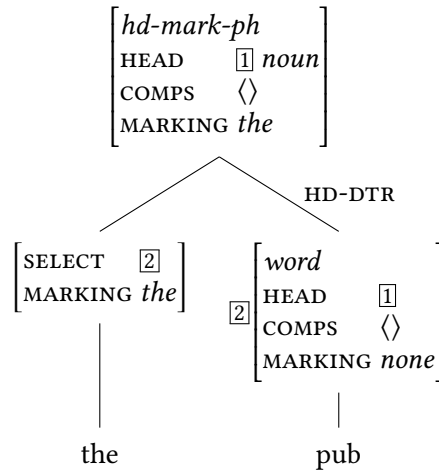 hd-mark-ph
HEAD 1 noun
COMPS ⟨⟩
MARKING the
HD-DTR
SELECT 2
MARKING the
2
word
HEAD 1
COMPS ⟨⟩
MARKING none
the
pub